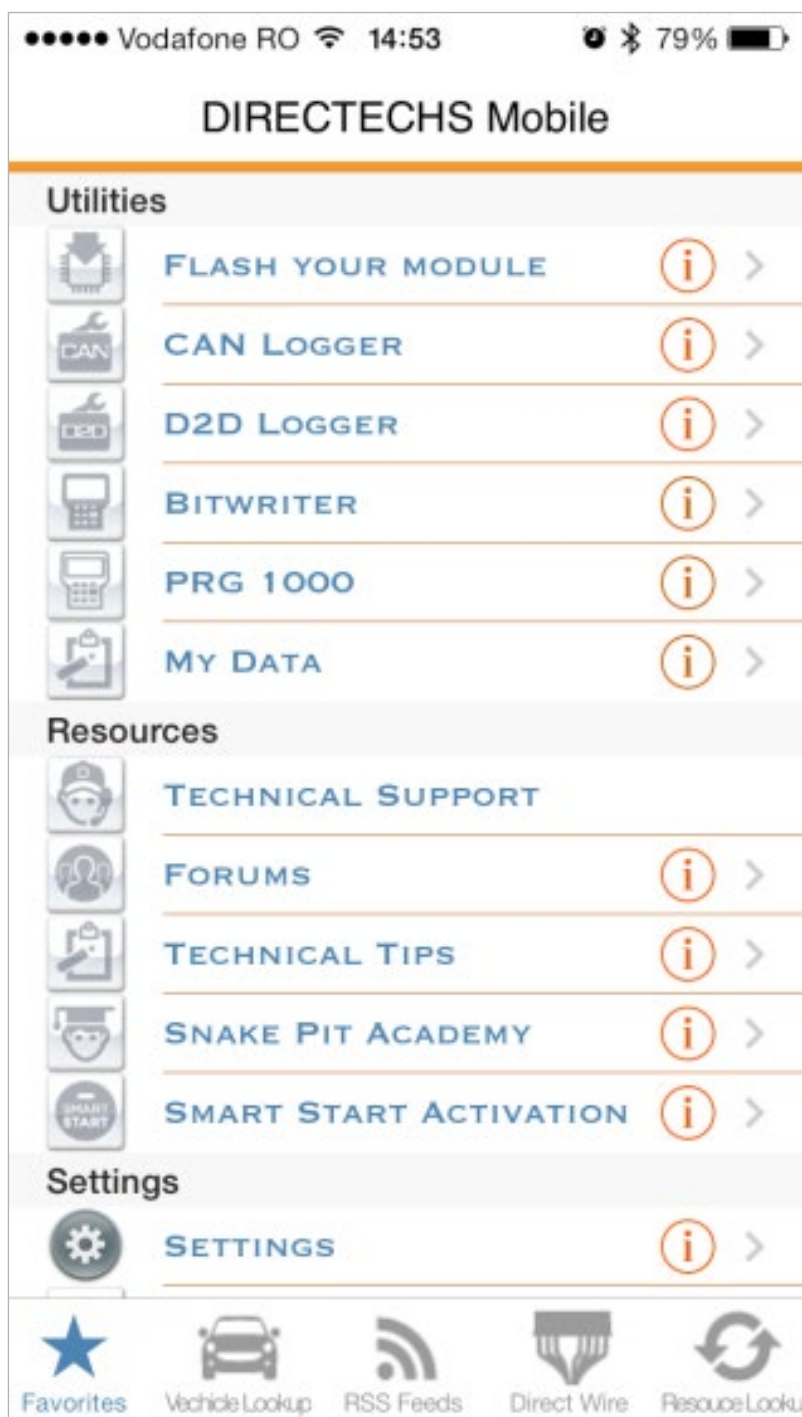 Vodafone RO 14:53 79%
DIRECTECHS Mobile
Utilities
FLASH YOUR MODULE
CAN
CAN LOGGER
D2D
D2D LOGGER
BITWRITER
PRG 1000
MY DATA
Resources
TECHNICAL SUPPORT
FORUMS
TECHNICAL TIPS
SNAKE PIT ACADEMY
SMART START
SMART START ACTIVATION
Settings
SETTINGS
Favorites Vechicle Lookup RSS Feeds Direct Wire Resouce Looku